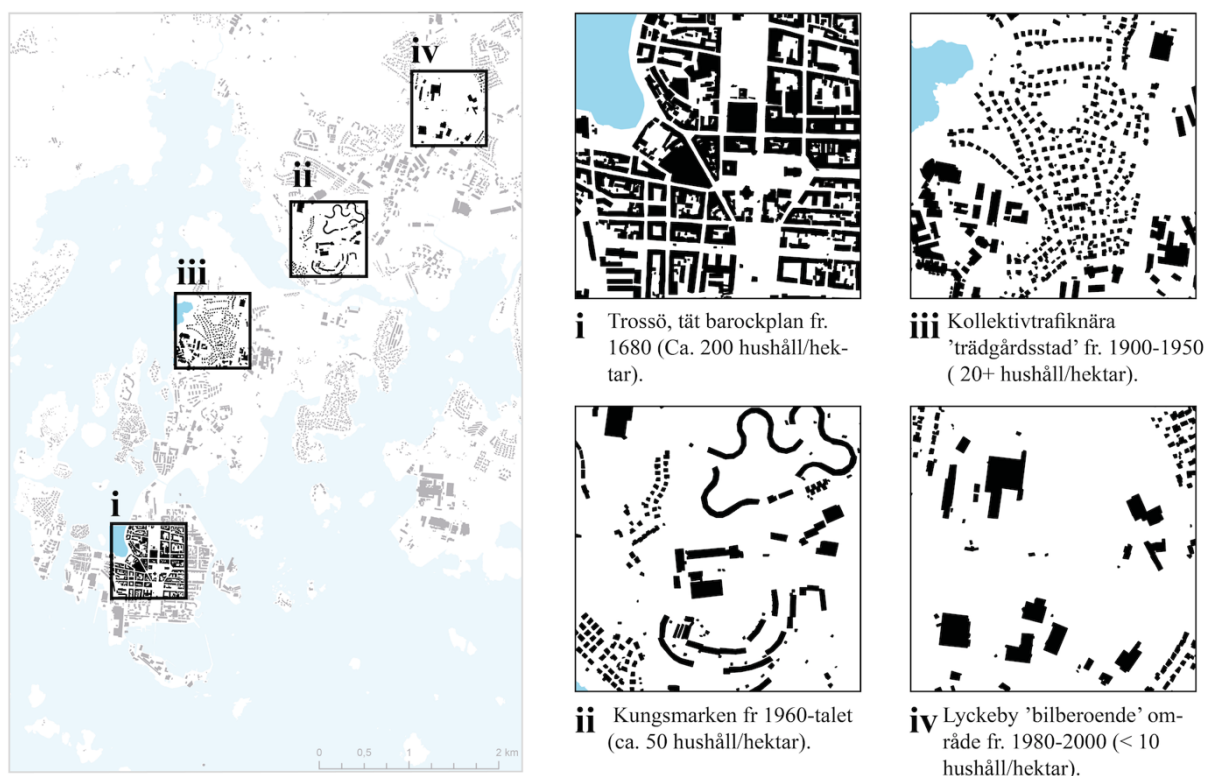 iv
ii
iii
i
0 0,5 1 2 km
i Trossö, tät barockplan fr.
1680 (Ca. 200 hushåll/hek-
tar).
iii Kollektivtrafiknära
’trädgårdsstad’ fr. 1900-1950
( 20+ hushåll/hektar).
ii Kungsmarken fr 1960-talet
(ca. 50 hushåll/hektar).
iv Lyckeby ’bilberoende’ om-
råde fr. 1980-2000 (< 10
hushåll/hektar).